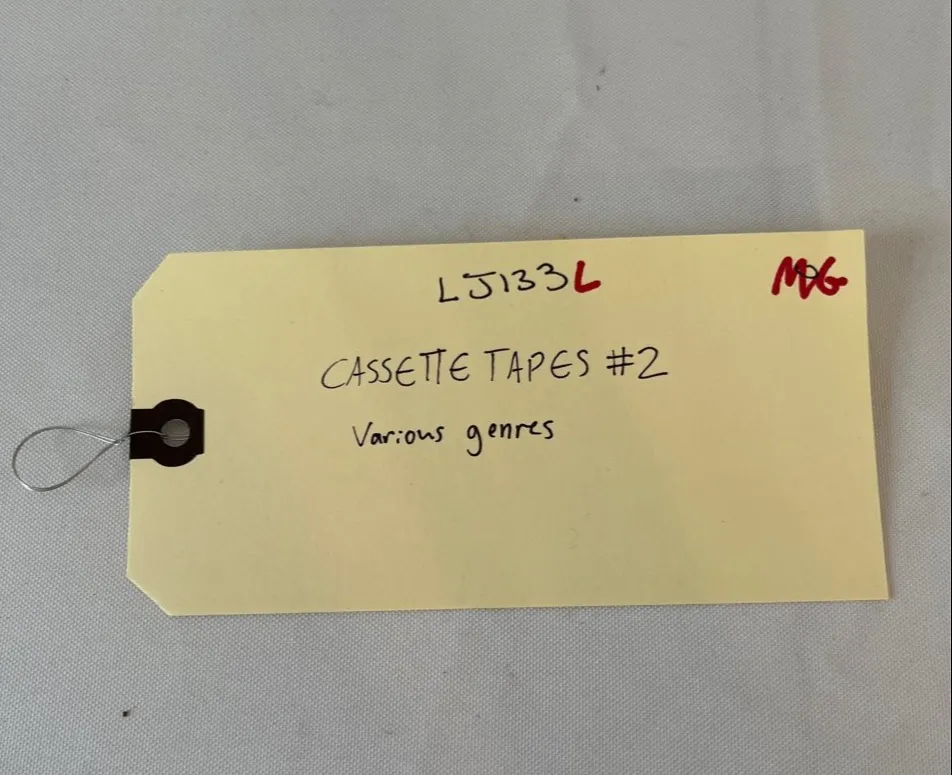 LJ133L MG
CASSETTE TAPES #2
Various genres